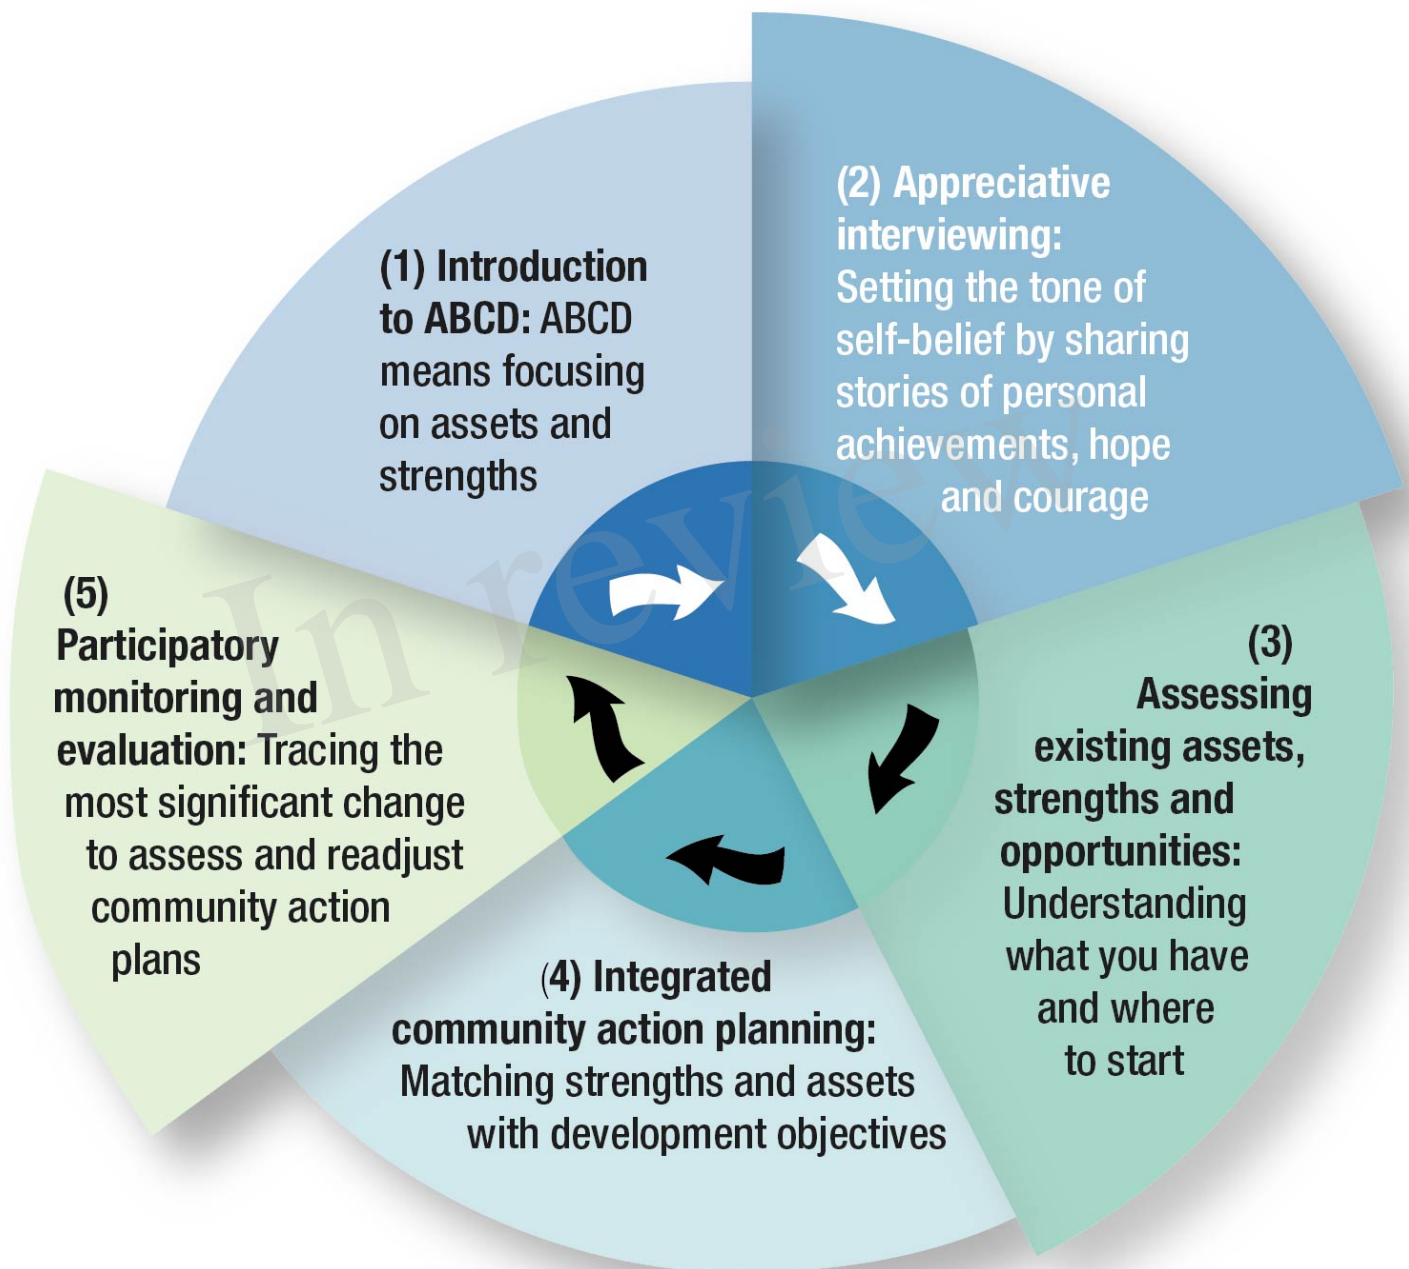 (1) Introduction
to ABCD: ABCD
means focusing
on assets and
strengths
(2) Appreciative
interviewing:
Setting the tone of
self-belief by sharing
stories of personal
achievements, hope
and courage
(3)
Assessing
existing assets,
strengths and
opportunities:
Understanding
what you have
and where
to start
(4) Integrated
community action planning:
Matching strengths and assets
with development objectives
(5)
Participatory
monitoring and
evaluation: Tracing the
most significant change
to assess and readjust
community action
plans
In review